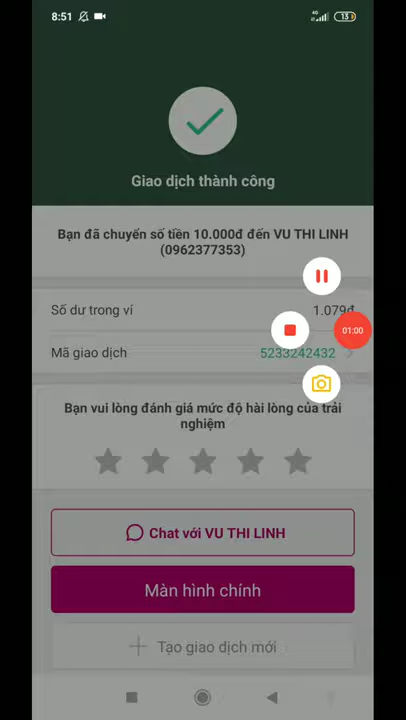 8:51
4G
13
Giao dịch thành công
Bạn đã chuyển số tiền 10.000đ đến VU THI LINH
(0962377353)
Số dư trong ví 1.079đ
01:00
Mã giao dịch 5233242432
Bạn vui lòng đánh giá mức độ hài lòng của trải
nghiệm
Chat với VU THI LINH
Màn hình chính
Tạo giao dịch mới